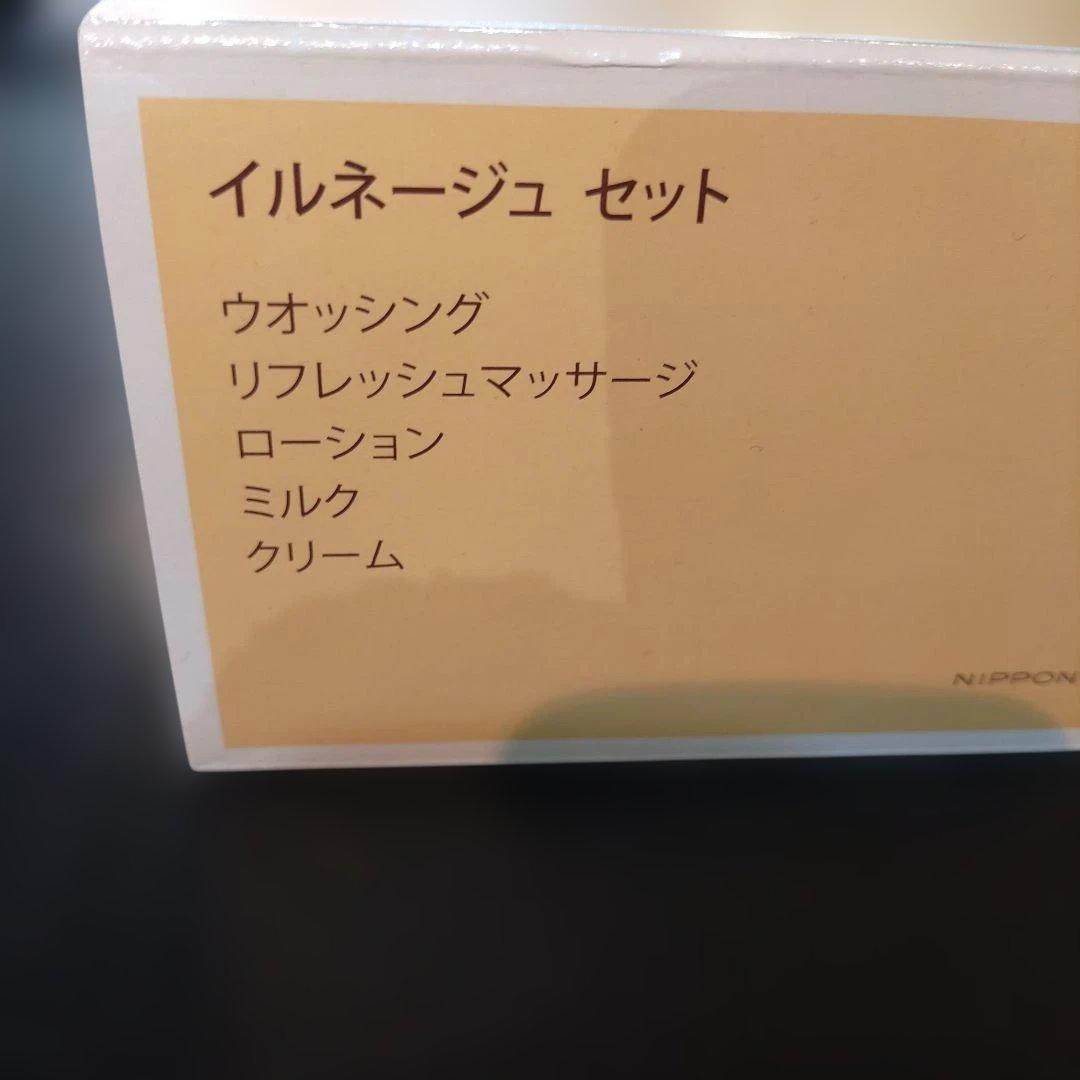 イルネージュ セット
ウオッシング
リフレッシュマッサージ
ローション
ミルク
クリーム
NIPPON